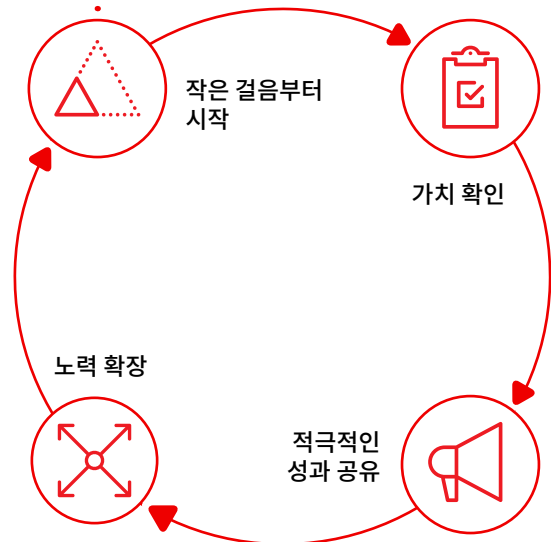 작은 걸음부터
시작
가치 확인
적극적인
성과 공유
노력 확장